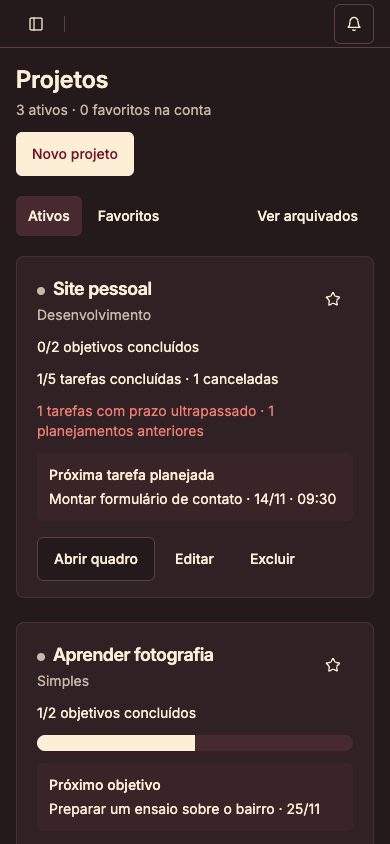 Projetos
3 ativos · 0 favoritos na conta
Novo projeto
Ativos
Favoritos
Ver arquivados
Site pessoal
Desenvolvimento
0/2 objetivos concluídos
1/5 tarefas concluídas · 1 canceladas
1 tarefas com prazo ultrapassado · 1
planejamentos anteriores
Próxima tarefa planejada
Montar formulário de contato · 14/11 · 09:30
Abrir quadro
Editar
Excluir
Aprender fotografia
Simples
1/2 objetivos concluídos
Próximo objetivo
Preparar um ensaio sobre o bairro · 25/11